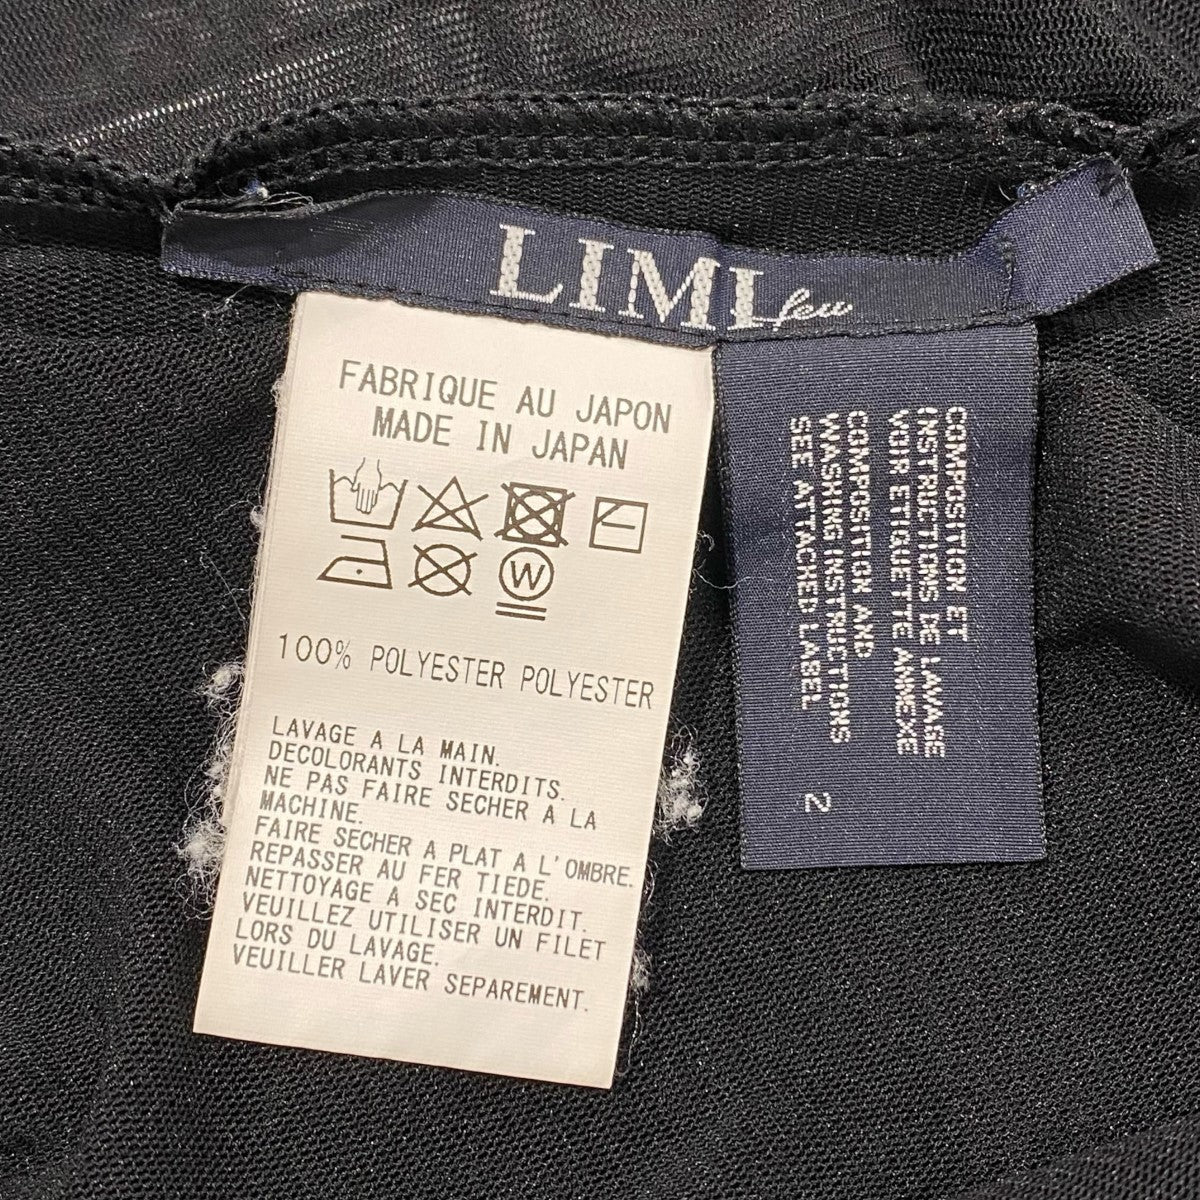 LIMI feu
FABRIQUE AU JAPON
MADE IN JAPAN
W
100% POLYESTER POLYESTER
LAVAGE A LA MAIN.
DECOLORANTS INTERDITS.
NE PAS FAIRE SECHER A LA
MACHINE.
FAIRE SECHER A PLAT A L'OMBRE.
REPASSER AU FER TIEDE.
NETTOYAGE A SEC INTERDIT.
VEUILLEZ UTILISER UN FILET
LORS DU LAVAGE.
VEUILLER LAVER SEPAREMENT.
COMPOSITION ET
INSTRUCTIONS DE LAVAGE
VOIR ETIQUETTE ANNEXE
COMPOSITION AND
WASHING INSTRUCTIONS
SEE ATTACHED LABEL
2